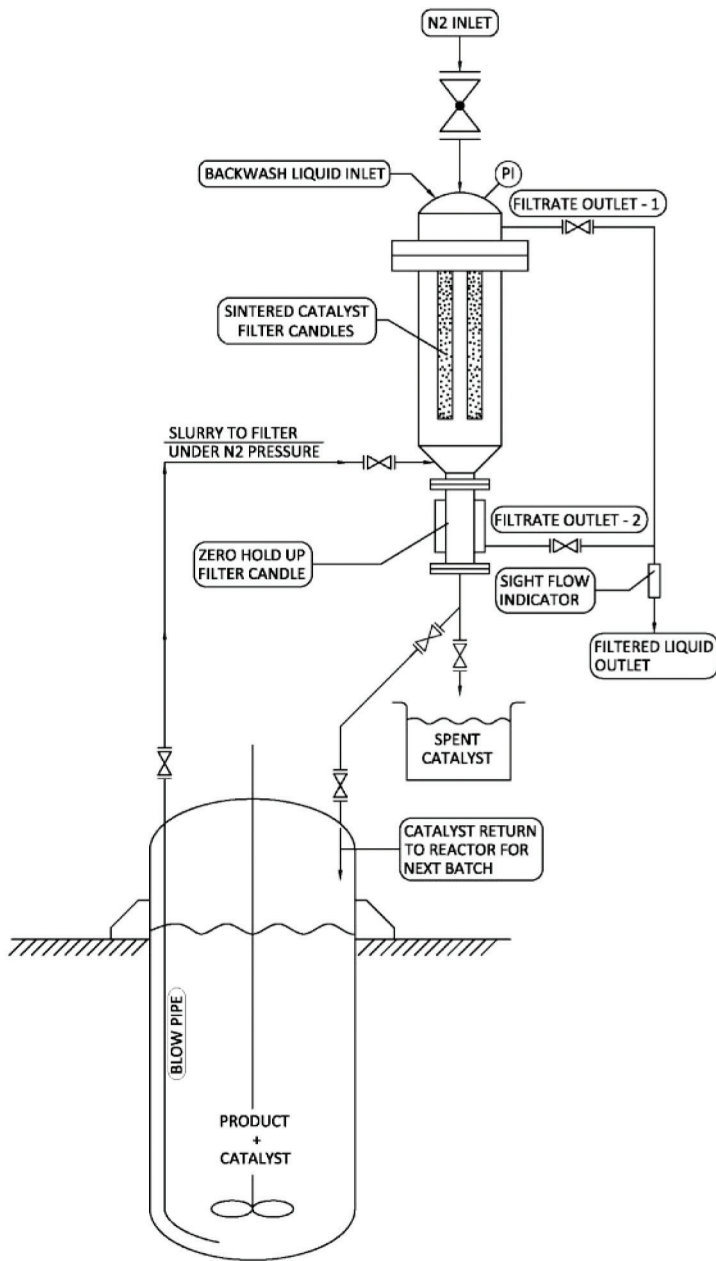 N2 INLET
BACKWASH LIQUID INLET
PI
FILTRATE OUTLET - 1
SINTERED CATALYST
FILTER CANDLES
SLURRY TO FILTER
UNDER N2 PRESSURE
FILTRATE OUTLET - 2
ZERO HOLD UP
FILTER CANDLE
SIGHT FLOW
INDICATOR
FILTERED LIQUID
OUTLET
SPENT
CATALYST
CATALYST RETURN
TO REACTOR FOR
NEXT BATCH
BLOW PIPE
PRODUCT
+
CATALYST